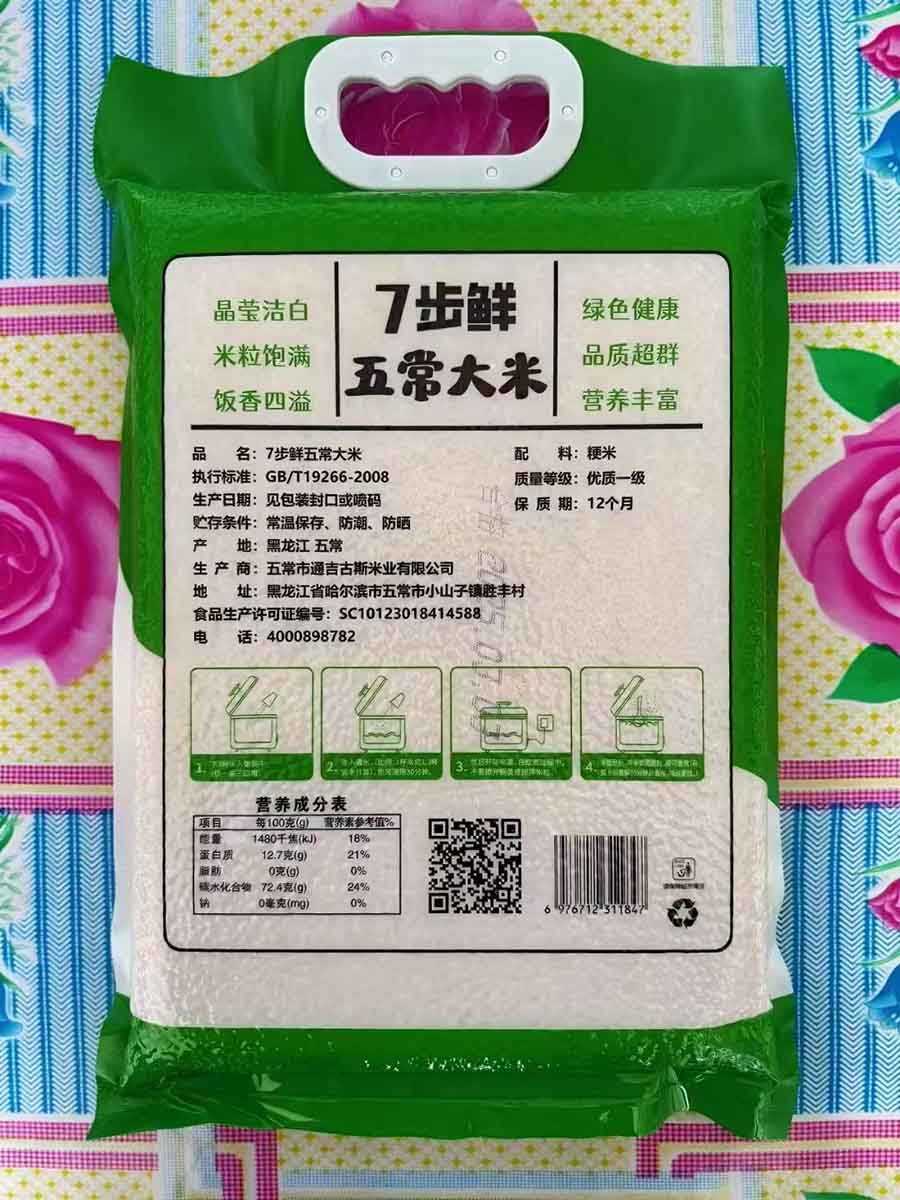 晶莹洁白
米粒饱满
饭香四溢
7步鲜
五常大米
绿色健康
品质超群
营养丰富
品 名：7步鲜五常大米
执行标准：GB/T19266-2008
生产日期：见包装封口或喷码
贮存条件：常温保存、防潮、防晒
产 地：黑龙江 五常
生 产 商：五常市通吉古斯米业有限公司
地 址：黑龙江省哈尔滨市五常市小山子镇胜丰村
食品生产许可证编号：SC10123018414588
电 话：4000898782
配 料：粳米
质量等级：优质一级
保 质 期：12个月
1.
2.
3.
4.
营养成分表
项目 每100克(g) 营养素参考值%
能量 1480千焦(kJ) 18%
蛋白质 12.7克(g) 21%
脂肪 0克(g) 0%
碳水化合物 72.4克(g) 24%
钠 0毫克(mg) 0%
6 976712 311847